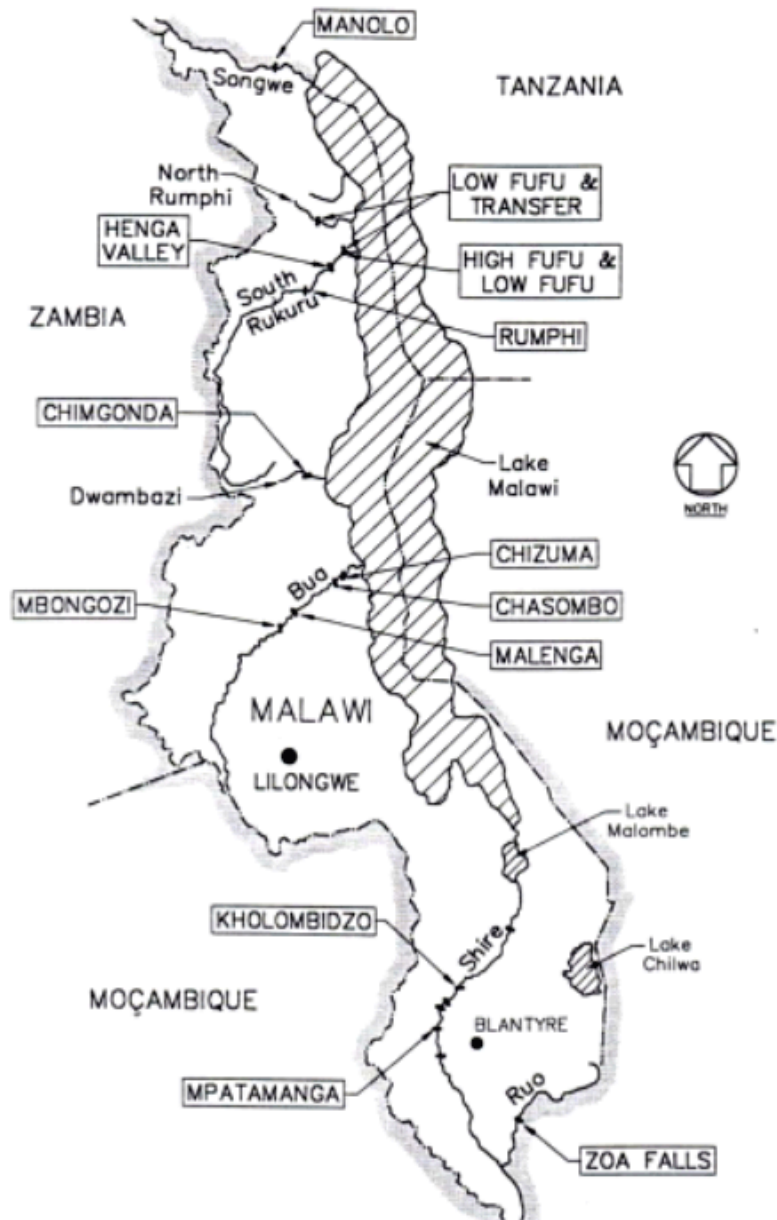 MANOLO
Songwe
TANZANIA
North
Rumphi
LOW FUFU &
TRANSFER
HENGA
VALLEY
HIGH FUFU &
LOW FUFU
South
Rukuru
ZAMBIA
RUMPHI
CHIMGONDA
Lake
Malawi
Dwambazi
NORTH
CHIZUMA
Bua
CHASOMBO
MBONGOZI
MALENGA
MALAWI
MOÇAMBIQUE
LILONGWE
Lake
Malombe
KHOLOMBIDZO
Shire
Lake
Chilwa
MOÇAMBIQUE
BLANTYRE
MPATAMANGA
Ruo
ZOA FALLS